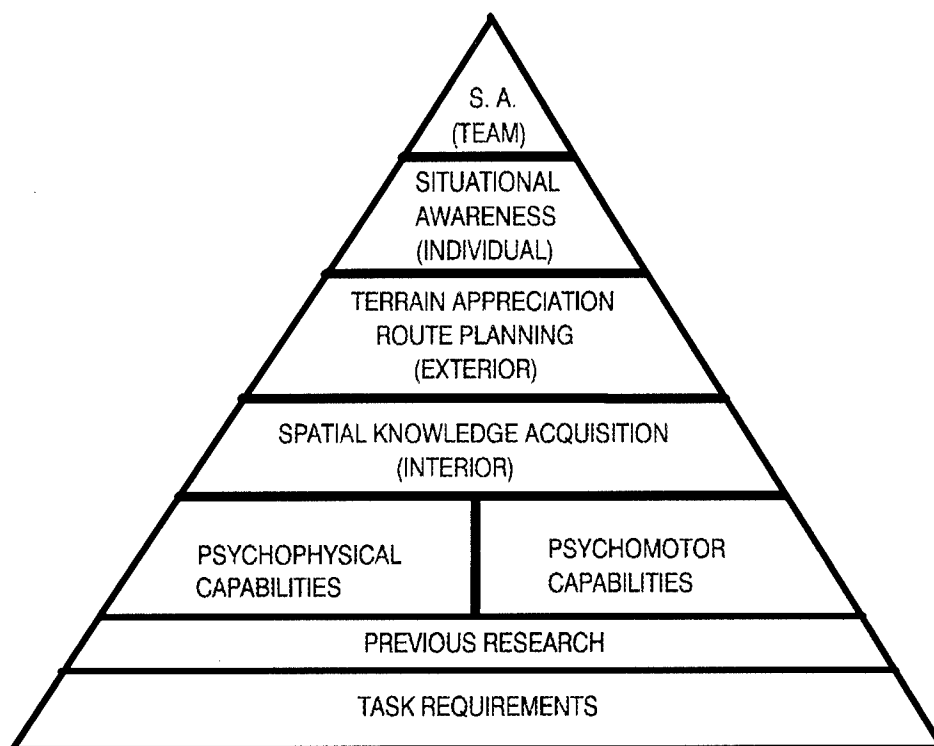 S. A.
(TEAM)
SITUATIONAL
AWARENESS
(INDIVIDUAL)
TERRAIN APPRECIATION
ROUTE PLANNING
(EXTERIOR)
SPATIAL KNOWLEDGE ACQUISITION
(INTERIOR)
PSYCHOPHYSICAL
CAPABILITIES
PSYCHOMOTOR
CAPABILITIES
PREVIOUS RESEARCH
TASK REQUIREMENTS